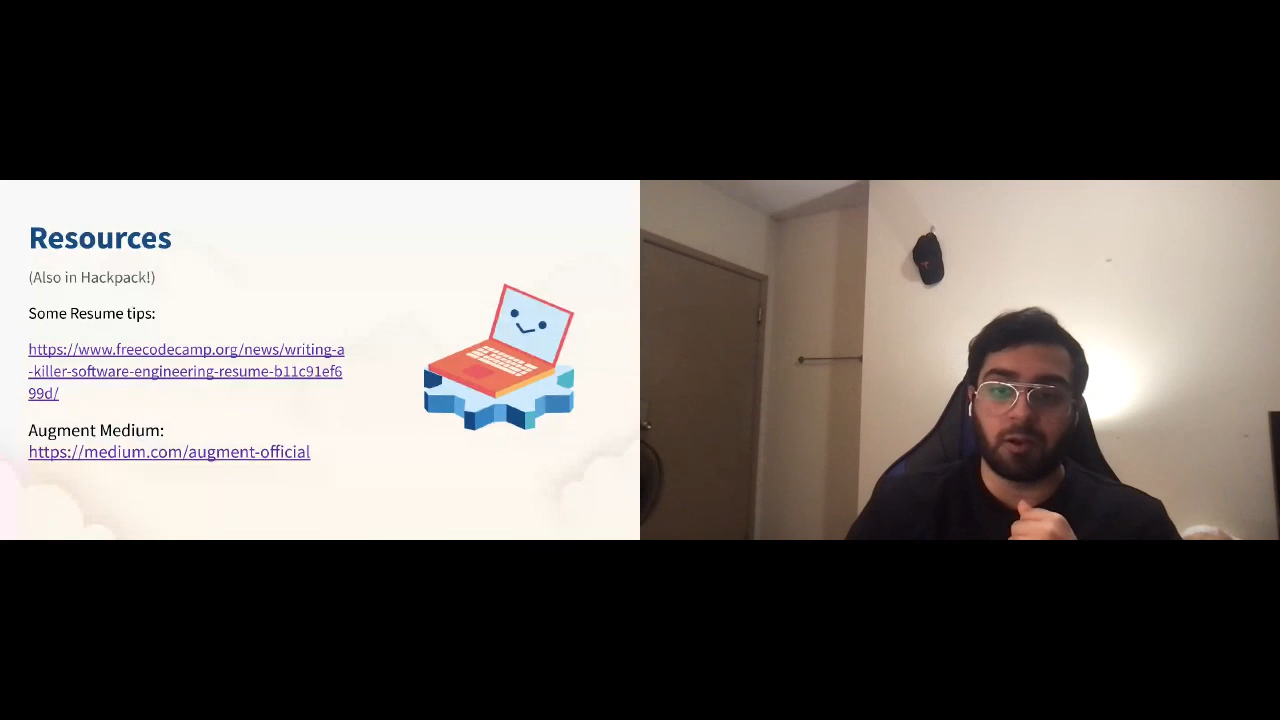 Resources
(Also in Hackpack!)
Some Resume tips:
https://www.freecodecamp.org/news/writing-a
-killer-software-engineering-resume-b11c91ef6
99d/
Augment Medium:
https://medium.com/augment-official